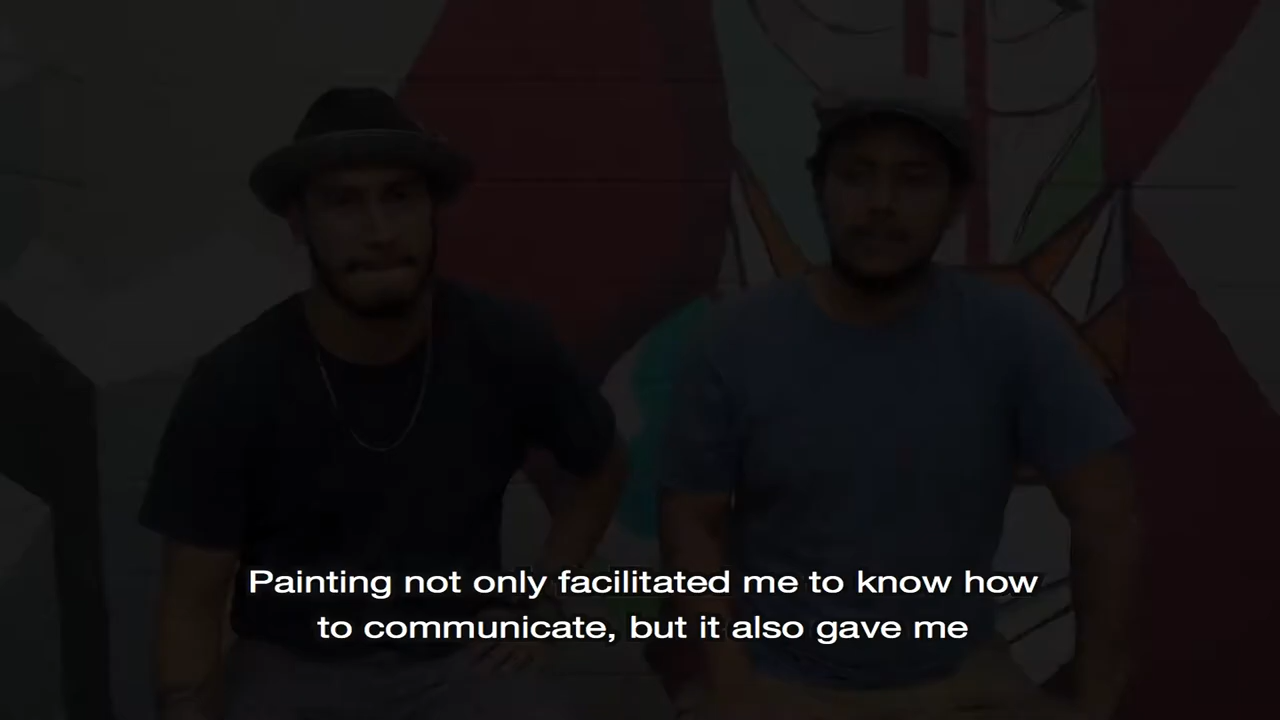 Painting not only facilitated me to know how
to communicate, but it also gave me